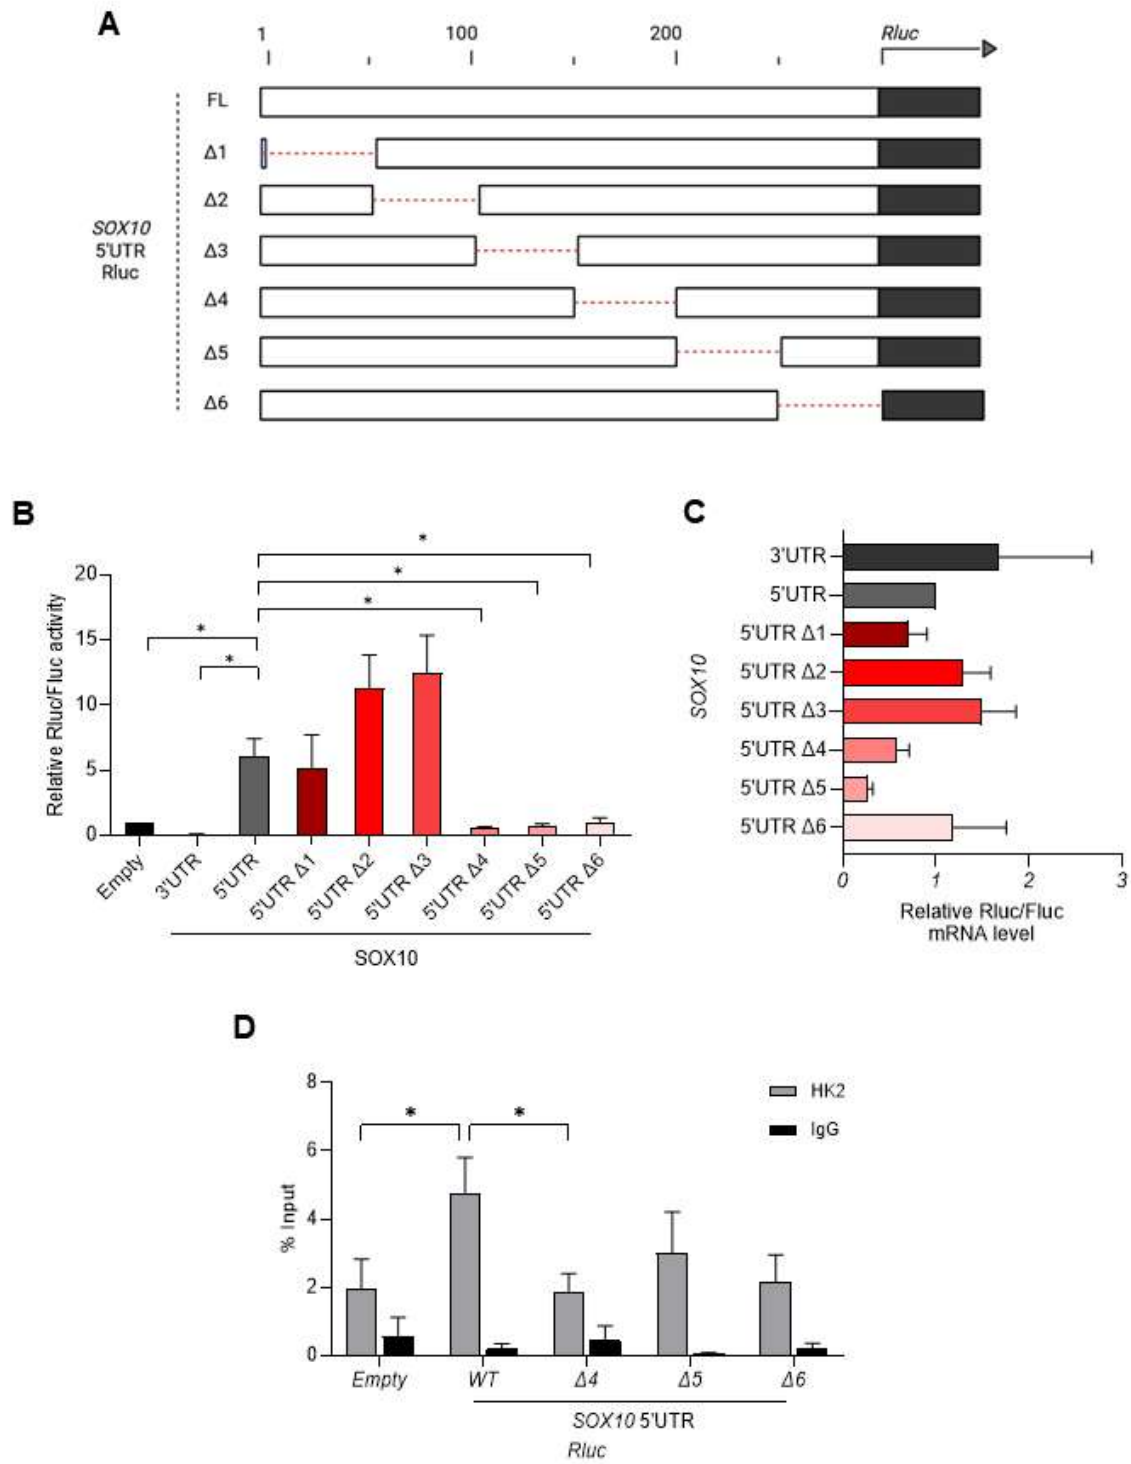 A
1 100 200 Rluc
FL
Δ1
Δ2
SOX10
5'UTR
Rluc
Δ3
Δ4
Δ5
Δ6
B
Relative Rluc/Fluc activity
20
15
10
5
0
*
*
*
*
*
Empty
3'UTR
5'UTR
5'UTR Δ1
5'UTR Δ2
5'UTR Δ3
5'UTR Δ4
5'UTR Δ5
5'UTR Δ6
SOX10
C
SOX10
3'UTR
5'UTR
5'UTR Δ1
5'UTR Δ2
5'UTR Δ3
5'UTR Δ4
5'UTR Δ5
5'UTR Δ6
0 1 2 3
Relative Rluc/Fluc
mRNA level
D
% Input
8
6
4
2
0
* *
HK2
IgG
Empty WT Δ4 Δ5 Δ6
SOX10 5'UTR
Rluc